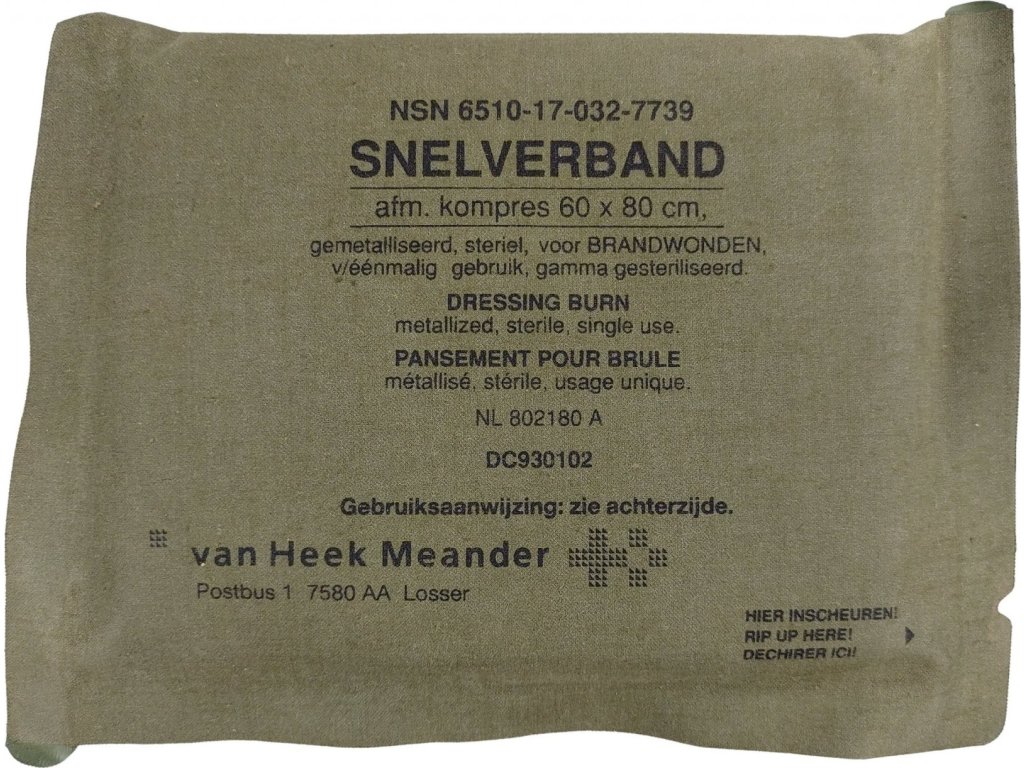 NSN 6510-17-032-7739
SNELVERBAND
afm. kompres 60 x 80 cm,
gemetalliseerd, steriel, voor BRANDWONDEN,
v/éénmalig gebruik, gamma gesteriliseerd.
DRESSING BURN
metallized, sterile, single use.
PANSEMENT POUR BRULE
métallisé, stérile, usage unique.
NL 802180 A
DC930102
Gebruiksaanwijzing: zie achterzijde.
van Heek Meander
Postbus 1 7580 AA Losser
HIER INSCHEUREN!
RIP UP HERE!
DECHIRER ICI!